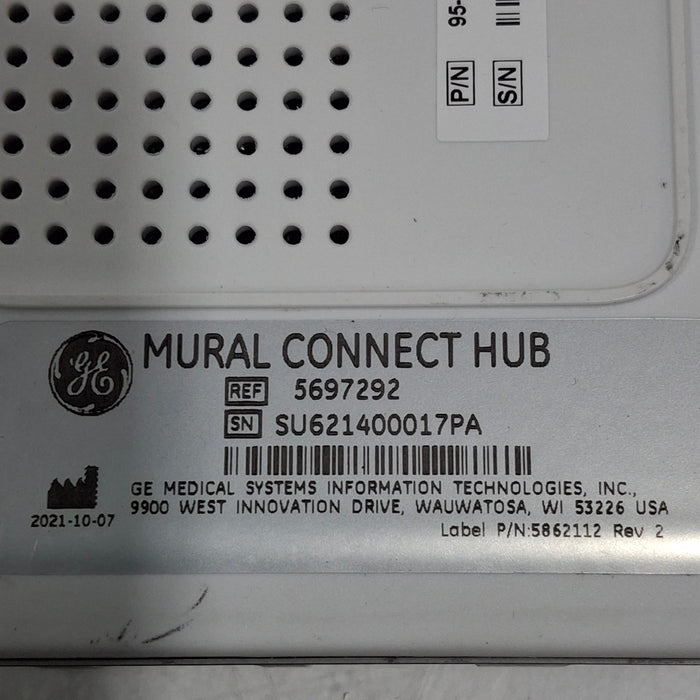 P/N 95-
S/N
GE
MURAL CONNECT HUB
REF 5697292
SN SU621400017PA
2021-10-07
GE MEDICAL SYSTEMS INFORMATION TECHNOLOGIES, INC.,
9900 WEST INNOVATION DRIVE, WAUWATOSA, WI 53226 USA
Label P/N:5862112 Rev 2